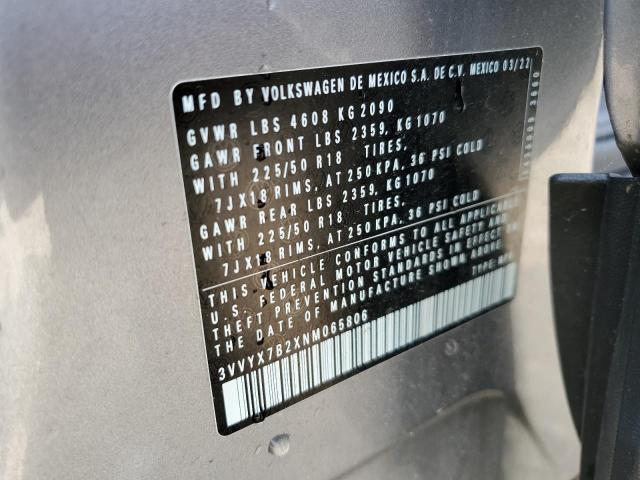 MFD BY VOLKSWAGEN DE MEXICO S.A. DE C.V. MEXICO 03/22
GVWR LBS 4608 KG 2090
GAWR FRONT LBS 2359, KG 1070
WITH 225/50 R18 TIRES,
7JX18 RIMS, AT 250 KPA, 36 PSI COLD
GAWR REAR LBS 2359, KG 1070
WITH 225/50 R18 TIRES,
7JX18 RIMS, AT 250 KPA, 36 PSI COLD
THIS VEHICLE CONFORMS TO ALL APPLICABLE
U.S. FEDERAL MOTOR VEHICLE SAFETY AND
THEFT PREVENTION STANDARDS IN EFFECT ON
THE DATE OF MANUFACTURE SHOWN ABOVE.
3VVYX7B2XNM065806
TYPE